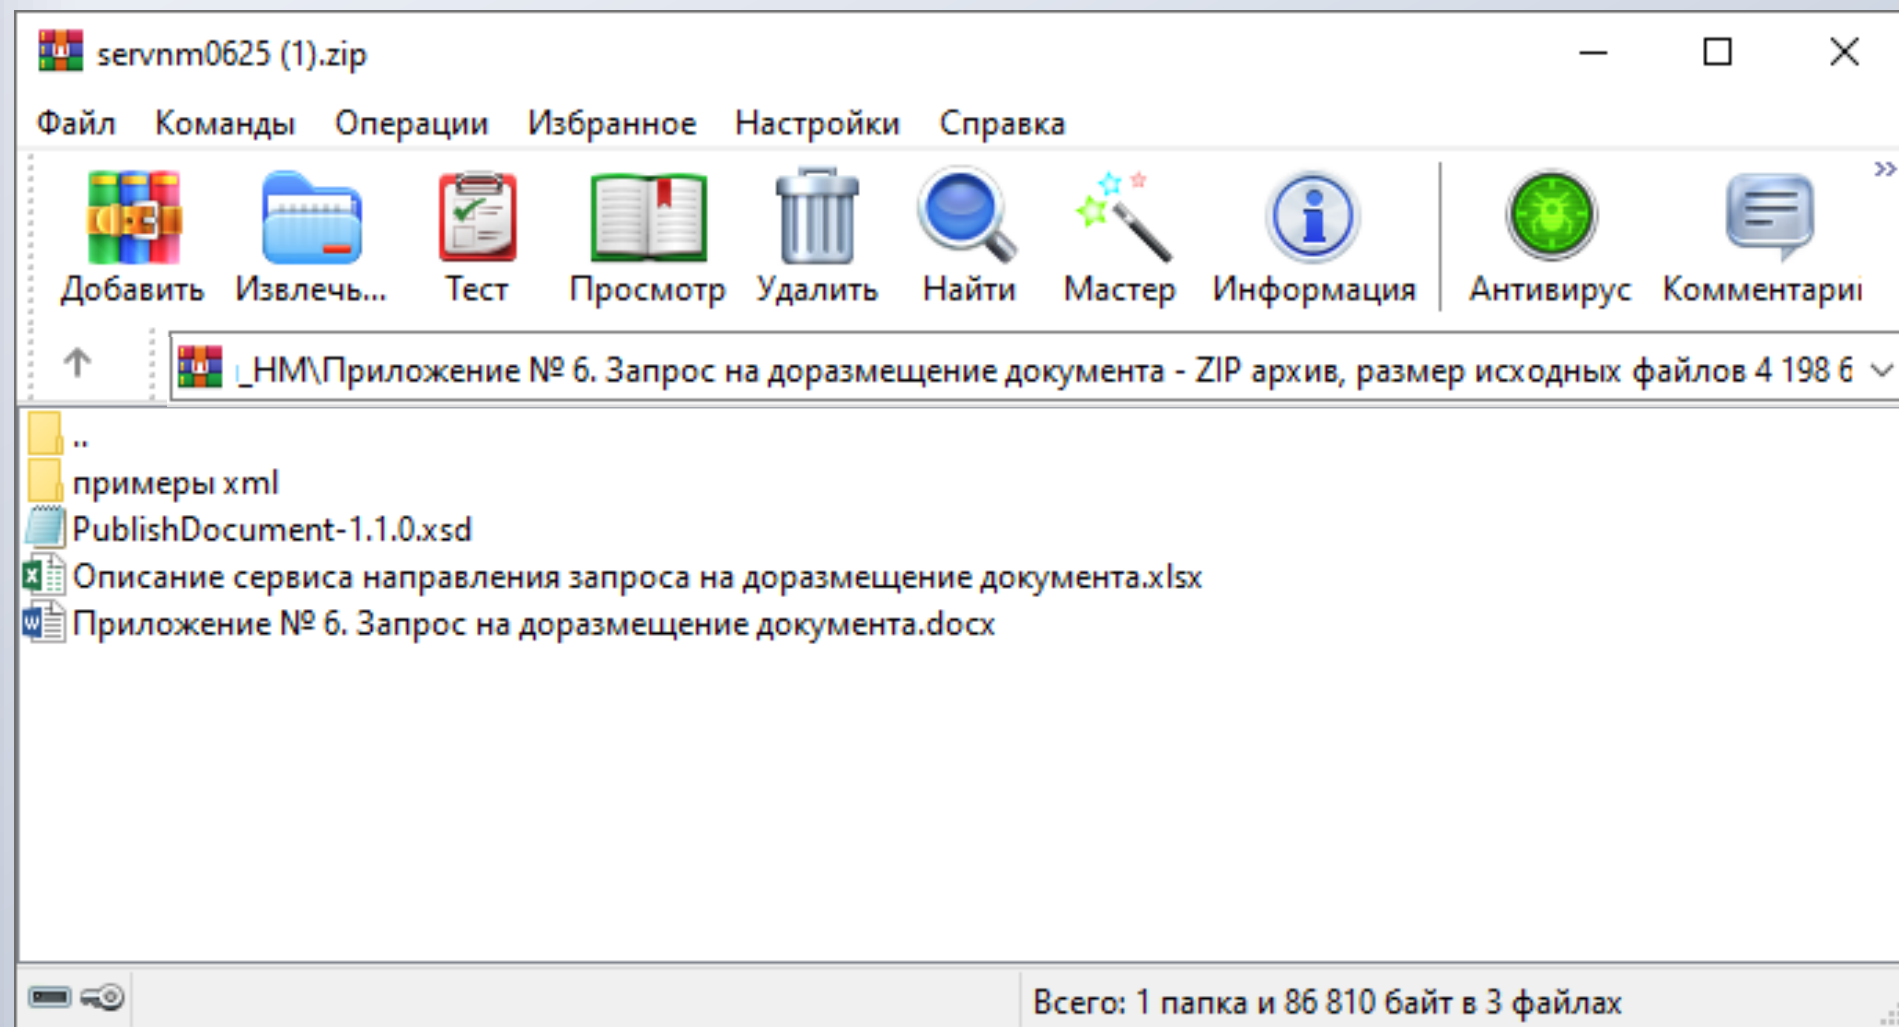 servnm0625 (1).zip
Файл Команды Операции Избранное Настройки Справка
Добавить Извлечь... Тест Просмотр Удалить Найти Мастер Информация Антивирус Комментари
_НМ\Приложение № 6. Запрос на доразмещение документа - ZIP архив, размер исходных файлов 4 198 6
..
примеры xml
PublishDocument-1.1.0.xsd
Описание сервиса направления запроса на доразмещение документа.xlsx
Приложение № 6. Запрос на доразмещение документа.docx
Всего: 1 папка и 86 810 байт в 3 файлах